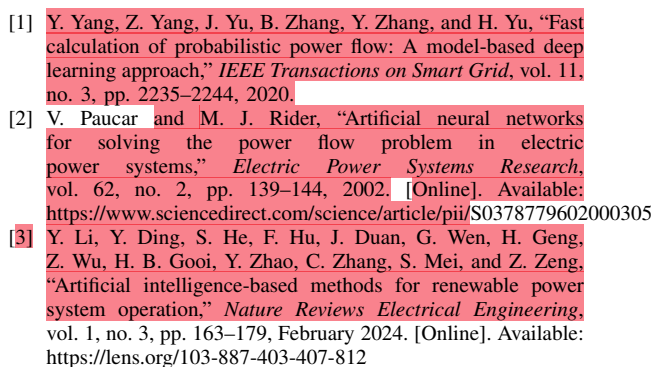 [1] Y. Yang, Z. Yang, J. Yu, B. Zhang, Y. Zhang, and H. Yu, “Fast
calculation of probabilistic power flow: A model-based deep
learning approach,” IEEE Transactions on Smart Grid, vol. 11,
no. 3, pp. 2235–2244, 2020.
[2] V. Paucar and M. J. Rider, “Artificial neural networks
for solving the power flow problem in electric
power systems,” Electric Power Systems Research,
vol. 62, no. 2, pp. 139–144, 2002. [Online]. Available:
https://www.sciencedirect.com/science/article/pii/S0378779602000305
[3] Y. Li, Y. Ding, S. He, F. Hu, J. Duan, G. Wen, H. Geng,
Z. Wu, H. B. Gooi, Y. Zhao, C. Zhang, S. Mei, and Z. Zeng,
“Artificial intelligence-based methods for renewable power
system operation,” Nature Reviews Electrical Engineering,
vol. 1, no. 3, pp. 163–179, February 2024. [Online]. Available:
https://lens.org/103-887-403-407-812